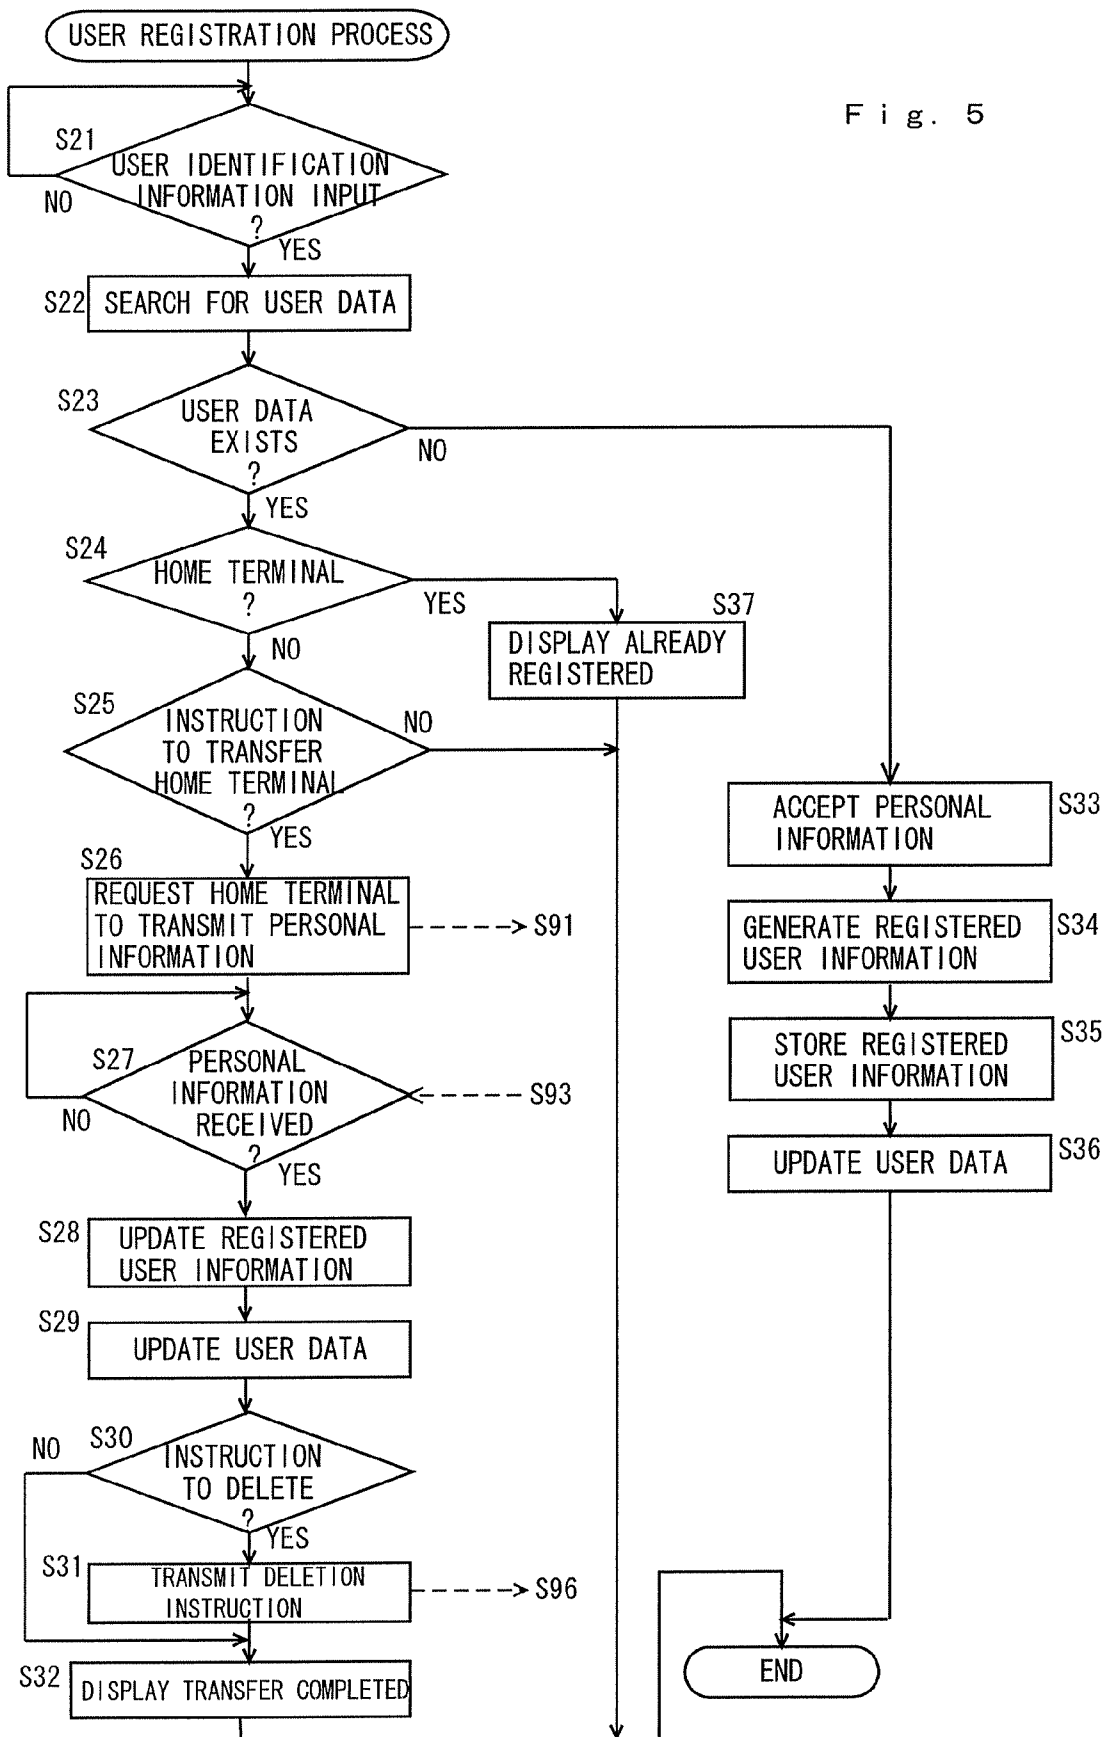 USER REGISTRATION PROCESS
Fig. 5
S21
USER IDENTIFICATION
INFORMATION INPUT
?
NO
YES
S22
SEARCH FOR USER DATA
S23
USER DATA
EXISTS
?
NO
YES
S24
HOME TERMINAL
?
YES
NO
S37
DISPLAY ALREADY
REGISTERED
S25
INSTRUCTION
TO TRANSFER
HOME TERMINAL
?
NO
YES
S26
REQUEST HOME TERMINAL
TO TRANSMIT PERSONAL
INFORMATION
S91
S27
PERSONAL
INFORMATION
RECEIVED
?
NO
YES
S93
S28
UPDATE REGISTERED
USER INFORMATION
S29
UPDATE USER DATA
S30
INSTRUCTION
TO DELETE
?
NO
YES
S31
TRANSMIT DELETION
INSTRUCTION
S96
S32
DISPLAY TRANSFER COMPLETED
ACCEPT PERSONAL
INFORMATION
S33
GENERATE REGISTERED
USER INFORMATION
S34
STORE REGISTERED
USER INFORMATION
S35
UPDATE USER DATA
S36
END